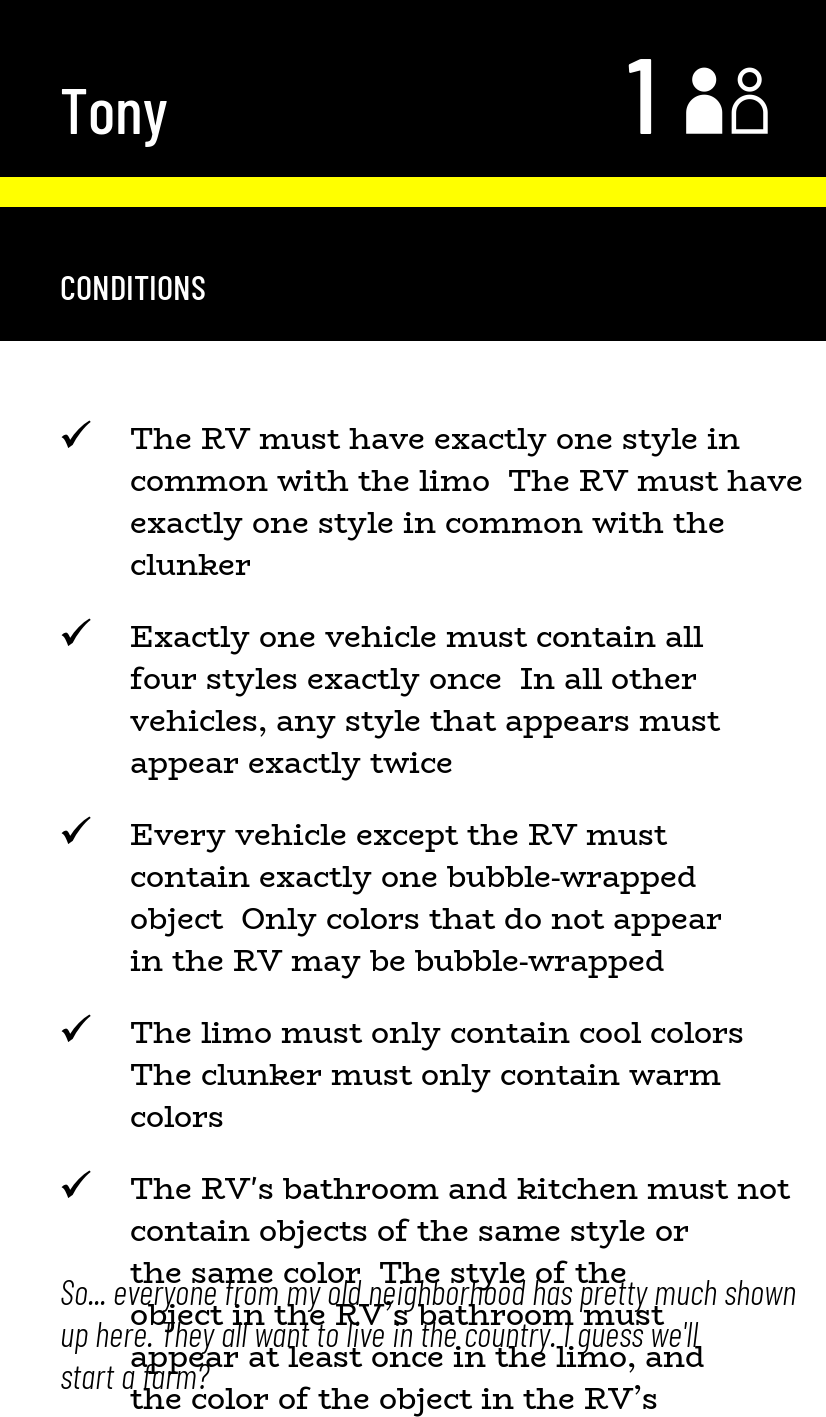 Tony
1
CONDITIONS
✓ The RV must have exactly one style in
common with the limo  The RV must have
exactly one style in common with the
clunker
✓ Exactly one vehicle must contain all
four styles exactly once  In all other
vehicles, any style that appears must
appear exactly twice
✓ Every vehicle except the RV must
contain exactly one bubble-wrapped
object  Only colors that do not appear
in the RV may be bubble-wrapped
✓ The limo must only contain cool colors
The clunker must only contain warm
colors
✓ The RV's bathroom and kitchen must not
contain objects of the same style or
the same color  The style of the
object in the RV’s bathroom must
appear at least once in the limo, and
the color of the object in the RV’s
So... everyone from my old neighborhood has pretty much shown
up here. They all want to live in the country. I guess we'll
start a farm?